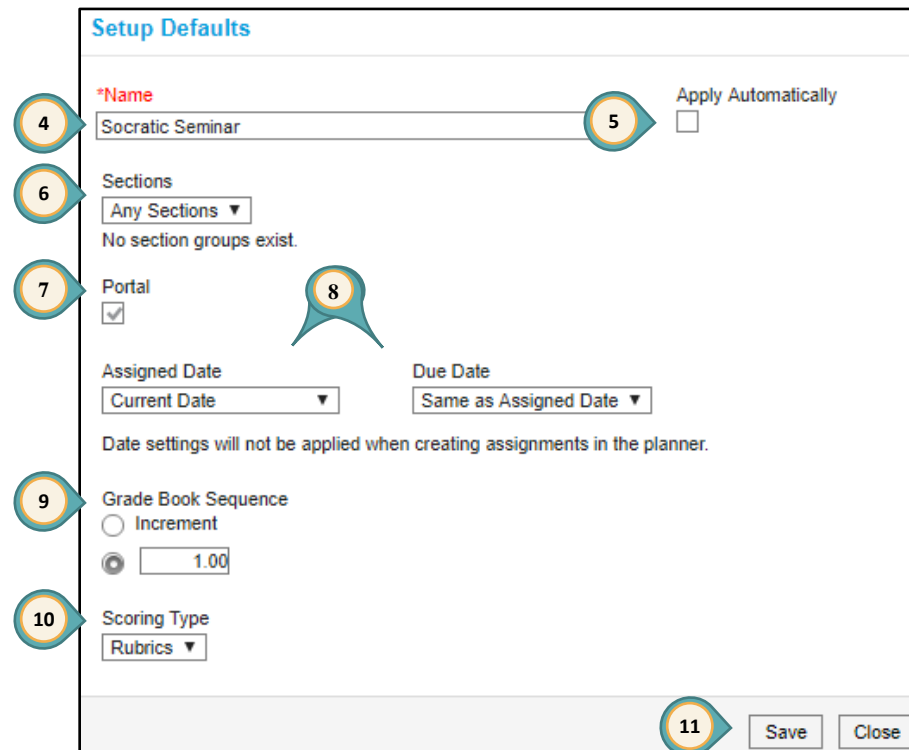 Setup Defaults
*Name
Apply Automatically
4
Socratic Seminar
5
6
Sections
Any Sections ▼
No section groups exist.
7
Portal
8
Assigned Date
Due Date
Current Date ▼
Same as Assigned Date ▼
Date settings will not be applied when creating assignments in the planner.
9
Grade Book Sequence
Increment
1.00
10
Scoring Type
Rubrics ▼
11
Save
Close